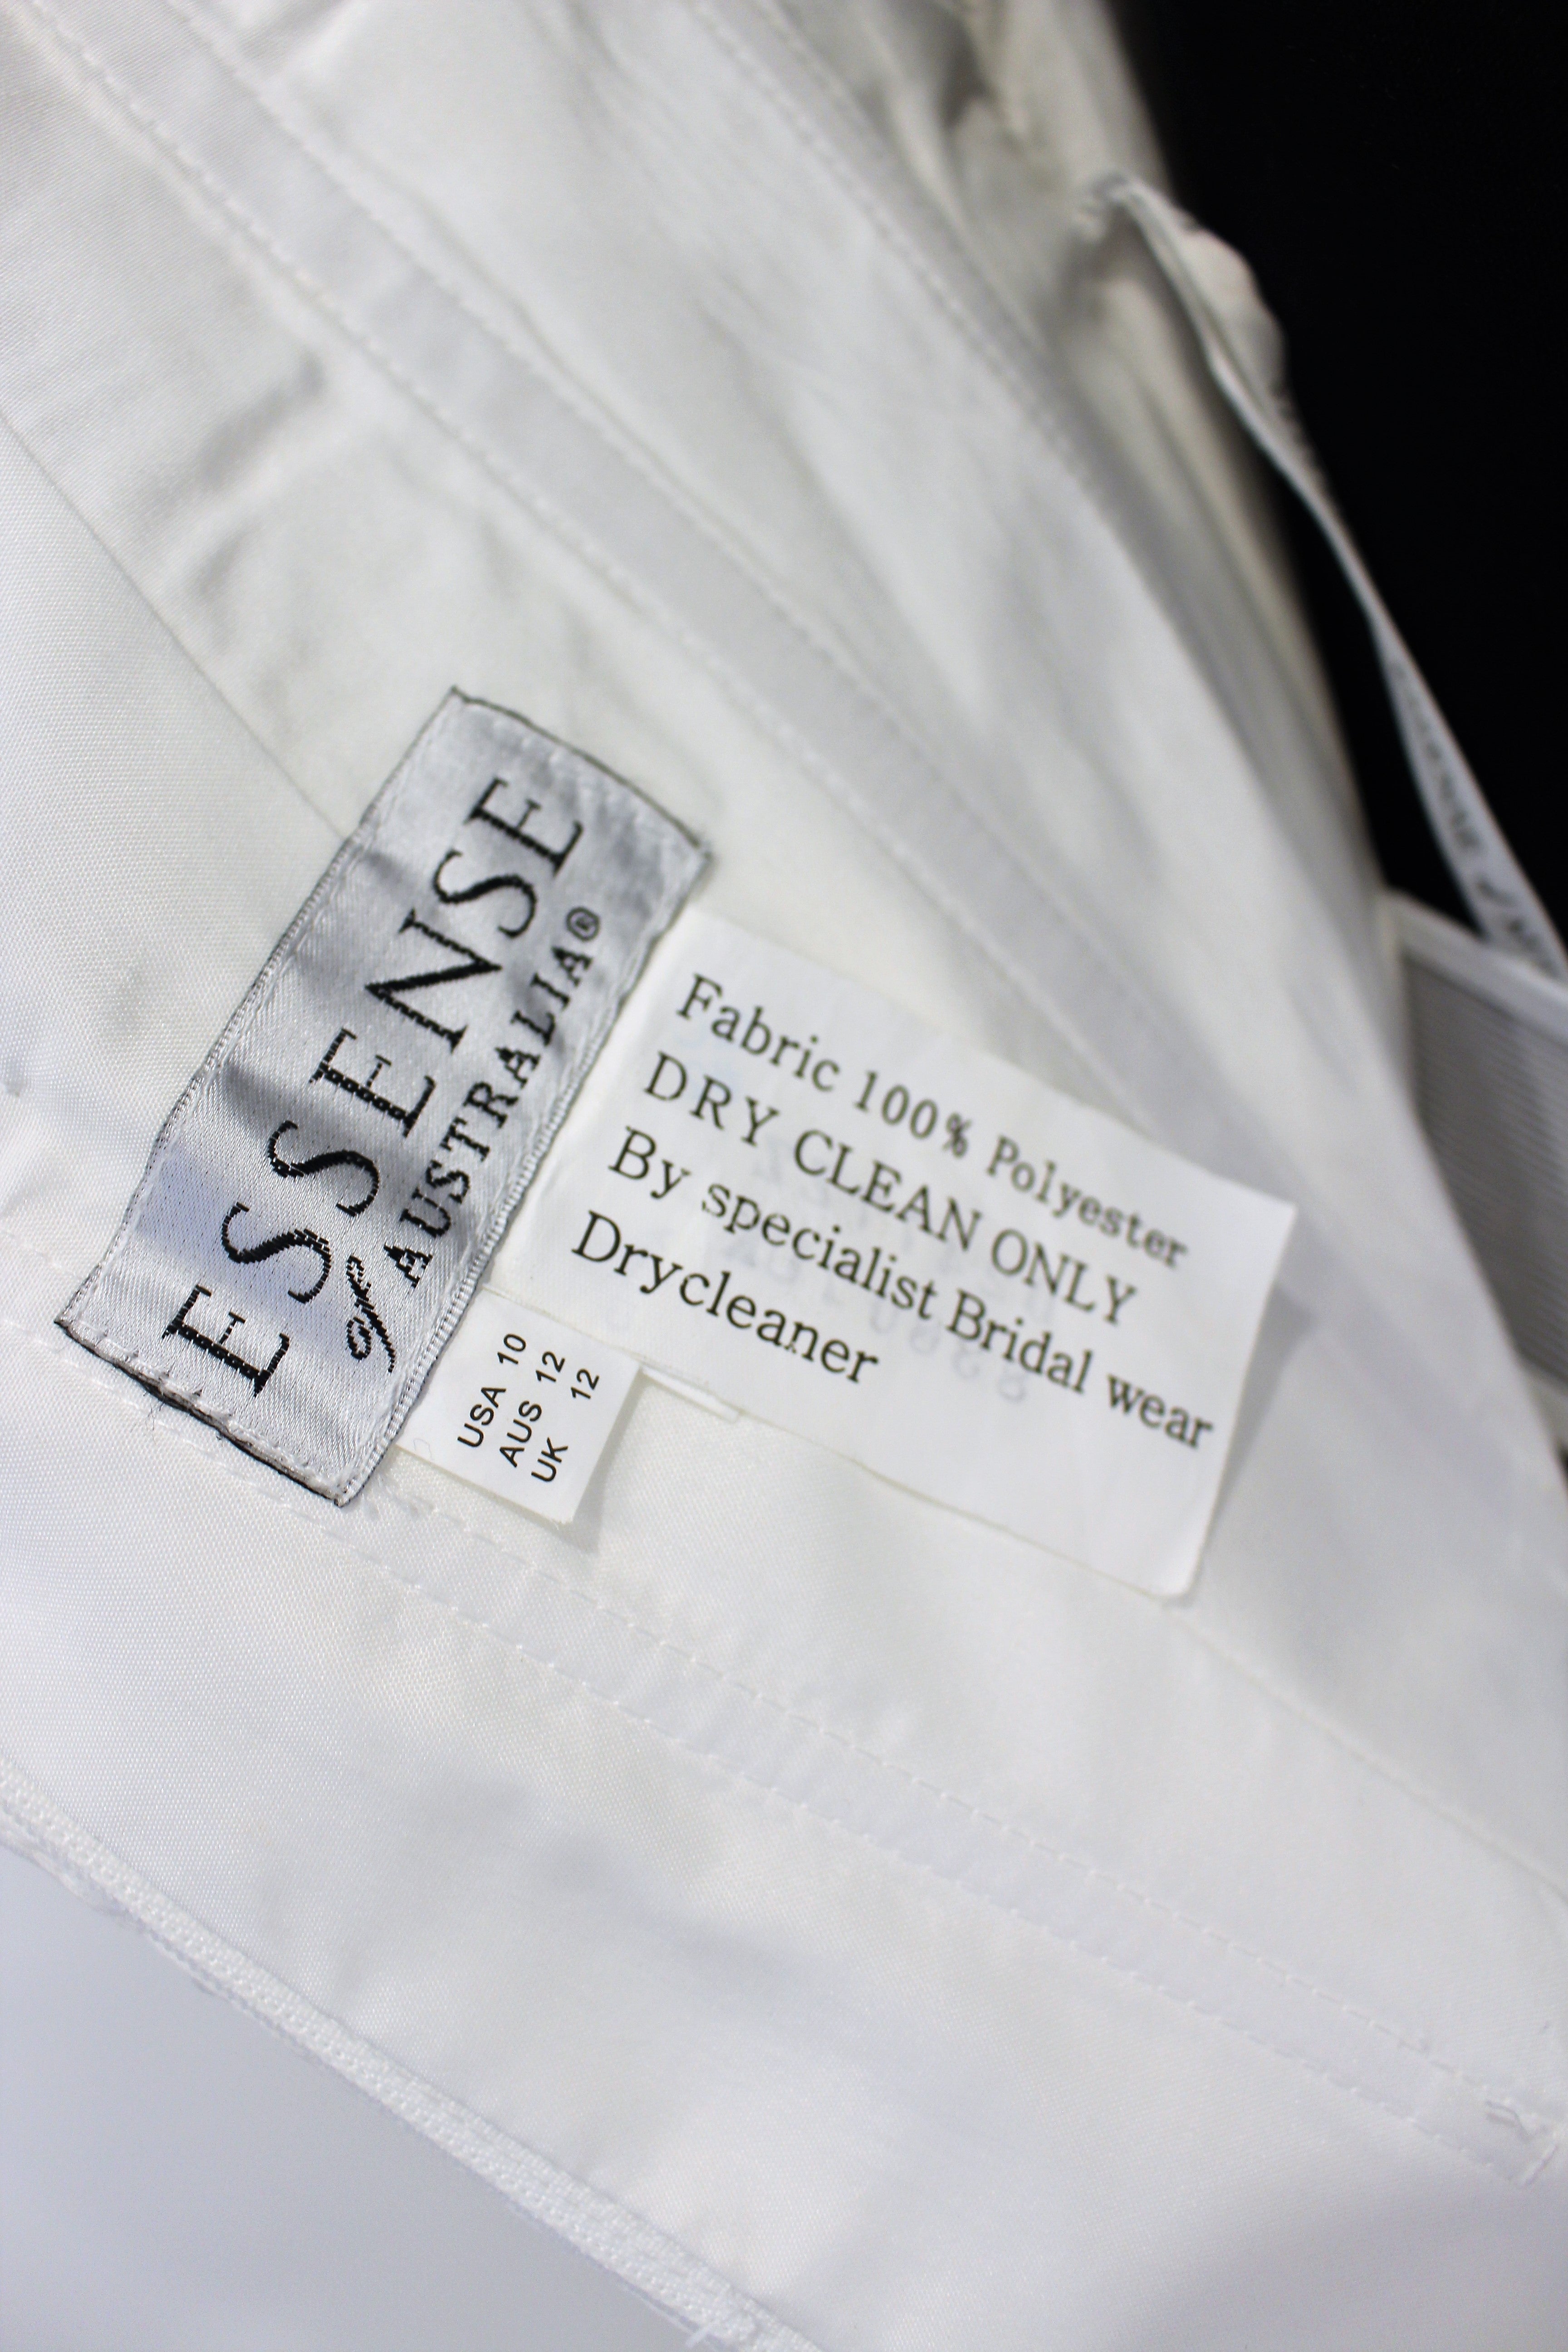 ESSENSE
of AUSTRALIA®
Fabric 100% Polyester
DRY CLEAN ONLY
By specialist Bridal wear
Drycleaner
USA 10
AUS 12
UK 12